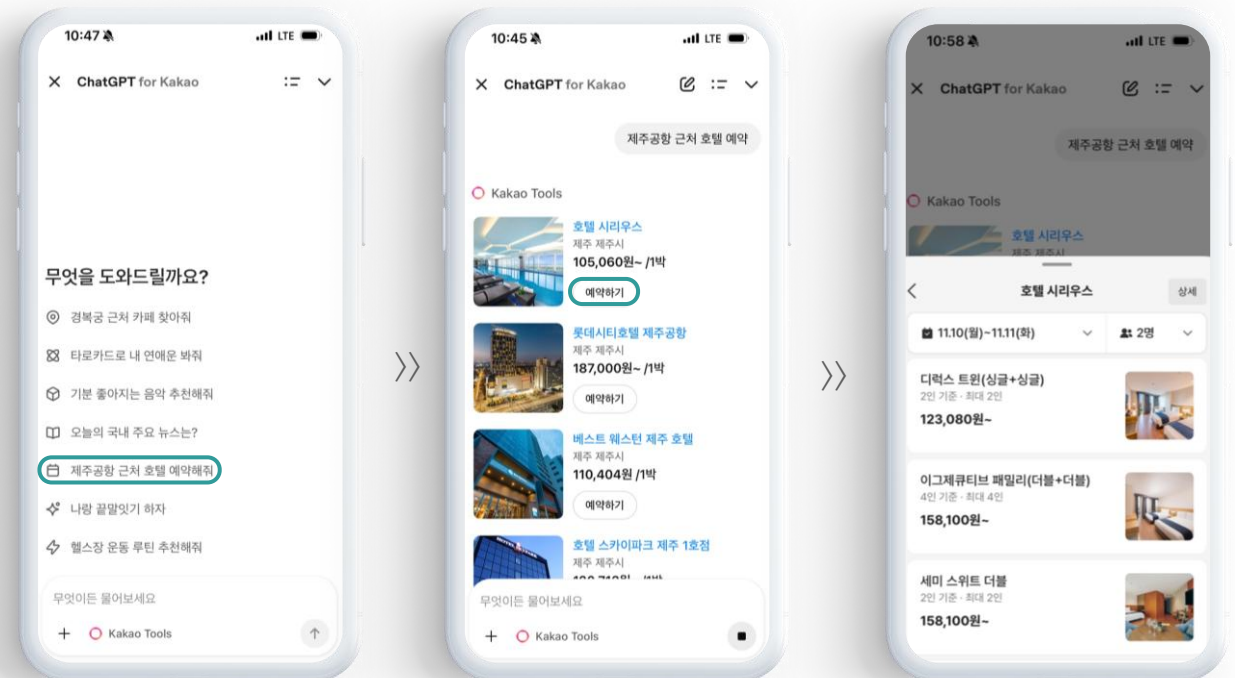 10:47
LTE
ChatGPT for Kakao
무엇을 도와드릴까요?
경복궁 근처 카페 찾아줘
타로카드로 내 연애운 봐줘
기분 좋아지는 음악 추천해줘
오늘의 국내 주요 뉴스는?
제주공항 근처 호텔 예약해줘
나랑 끝말잇기 하자
헬스장 운동 루틴 추천해줘
무엇이든 물어보세요
Kakao Tools
10:45
LTE
ChatGPT for Kakao
제주공항 근처 호텔 예약
Kakao Tools
호텔 시리우스
제주 제주시
105,060원~ /1박
예약하기
롯데시티호텔 제주공항
제주 제주시
187,000원~ /1박
예약하기
베스트 웨스턴 제주 호텔
제주 제주시
110,404원 /1박
예약하기
호텔 스카이파크 제주 1호점
제주 제주시
무엇이든 물어보세요
Kakao Tools
10:58
LTE
ChatGPT for Kakao
제주공항 근처 호텔 예약
Kakao Tools
호텔 시리우스
제주 제주시
호텔 시리우스
상세
11.10(월)~11.11(화)
2명
디럭스 트윈(싱글+싱글)
2인 기준 · 최대 2인
123,080원~
이그제큐티브 패밀리(더블+더블)
4인 기준 · 최대 4인
158,100원~
세미 스위트 더블
2인 기준 · 최대 2인
158,100원~